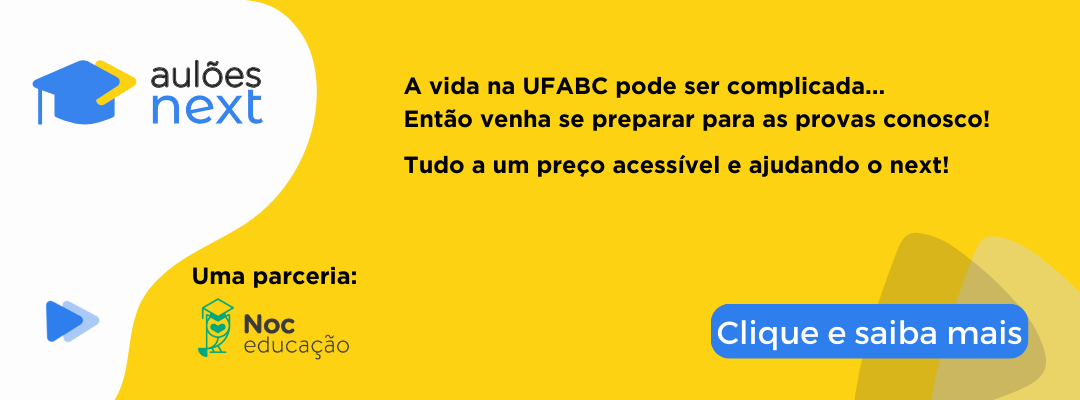 aulões
next
A vida na UFABC pode ser complicada...
Então venha se preparar para as provas conosco!
Tudo a um preço acessível e ajudando o next!
Uma parceria:
Noc
educação
Clique e saiba mais